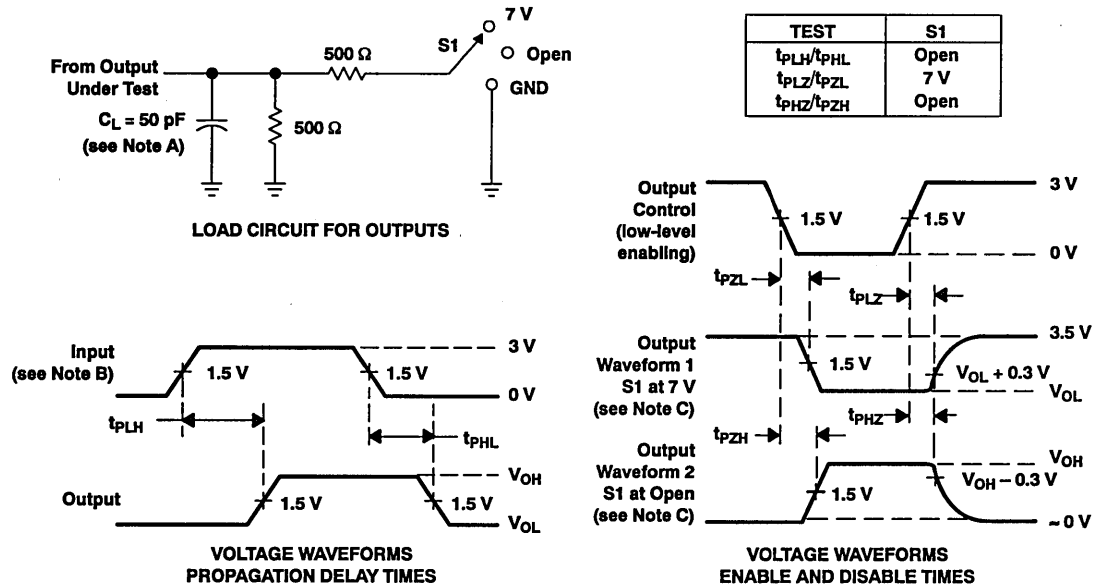 7 V
S1
Open
GND
500 Ω
From Output
Under Test
C_L = 50 pF
(see Note A)
500 Ω
LOAD CIRCUIT FOR OUTPUTS
TEST S1
t_PLH/t_PHL Open
t_PLZ/t_PZL 7 V
t_PHZ/t_PZH Open
Input
(see Note B)
1.5 V
1.5 V
3 V
0 V
t_PLH
t_PHL
Output
1.5 V
1.5 V
V_OH
V_OL
VOLTAGE WAVEFORMS
PROPAGATION DELAY TIMES
Output
Control
(low-level
enabling)
1.5 V
1.5 V
3 V
0 V
t_PZL
t_PLZ
Output
Waveform 1
S1 at 7 V
(see Note C)
1.5 V
3.5 V
V_OL + 0.3 V
V_OL
t_PZH
t_PHZ
Output
Waveform 2
S1 at Open
(see Note C)
1.5 V
V_OH
V_OH – 0.3 V
~ 0 V
VOLTAGE WAVEFORMS
ENABLE AND DISABLE TIMES